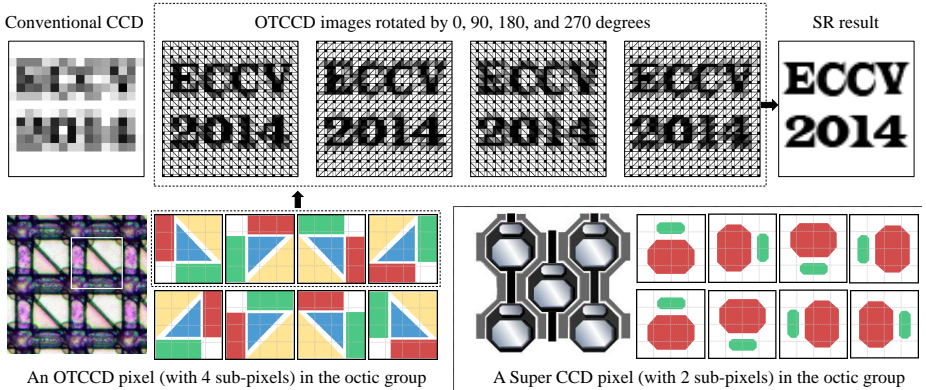 Conventional CCD
OTCCD images rotated by 0, 90, 180, and 270 degrees
SR result
ECCV
2014
ECCV
2014
ECCV
2014
ECCV
2014
ECCV
2014
ECCV
2014
An OTCCD pixel (with 4 sub-pixels) in the octic group
A Super CCD pixel (with 2 sub-pixels) in the octic group